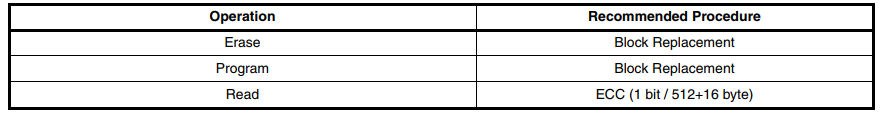 Operation Recommended Procedure
Erase Block Replacement
Program Block Replacement
Read ECC (1 bit / 512+16 byte)